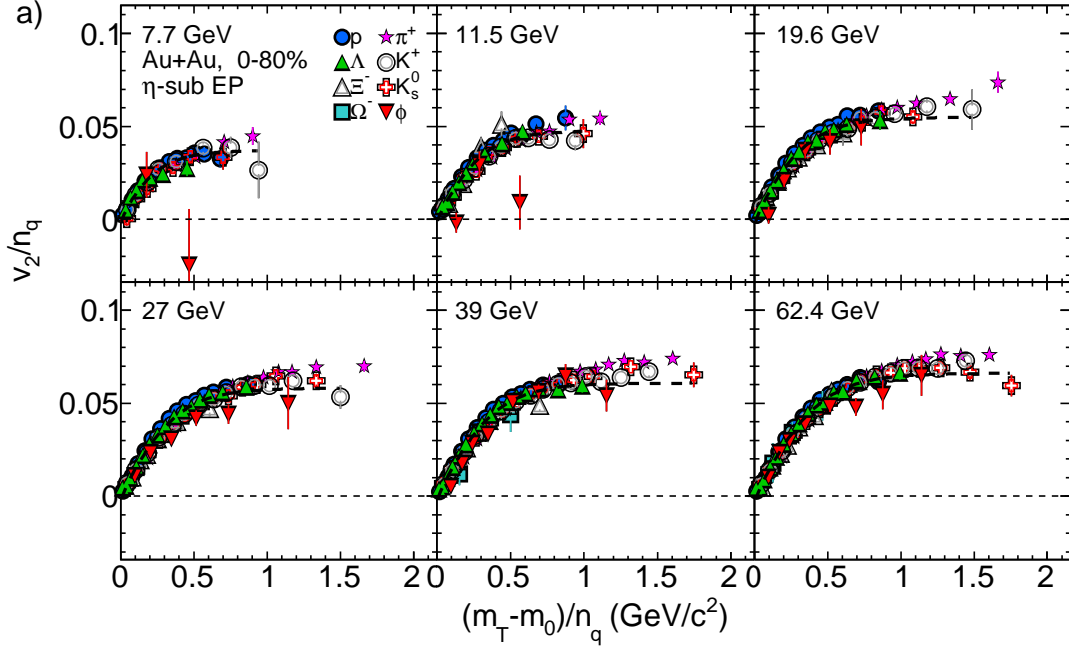 a)
7.7 GeV
Au+Au, 0-80%
η-sub EP
p π⁺
Λ K⁺
Ξ⁻ K⁰ₛ
Ω⁻ ϕ
11.5 GeV
19.6 GeV
0.1
0.05
0
v₂/n_q
27 GeV
39 GeV
62.4 GeV
0.1
0.05
0
0 0.5 1 1.5 2 0 0.5 1 1.5 2 0 0.5 1 1.5 2
(m_T-m₀)/n_q (GeV/c²)